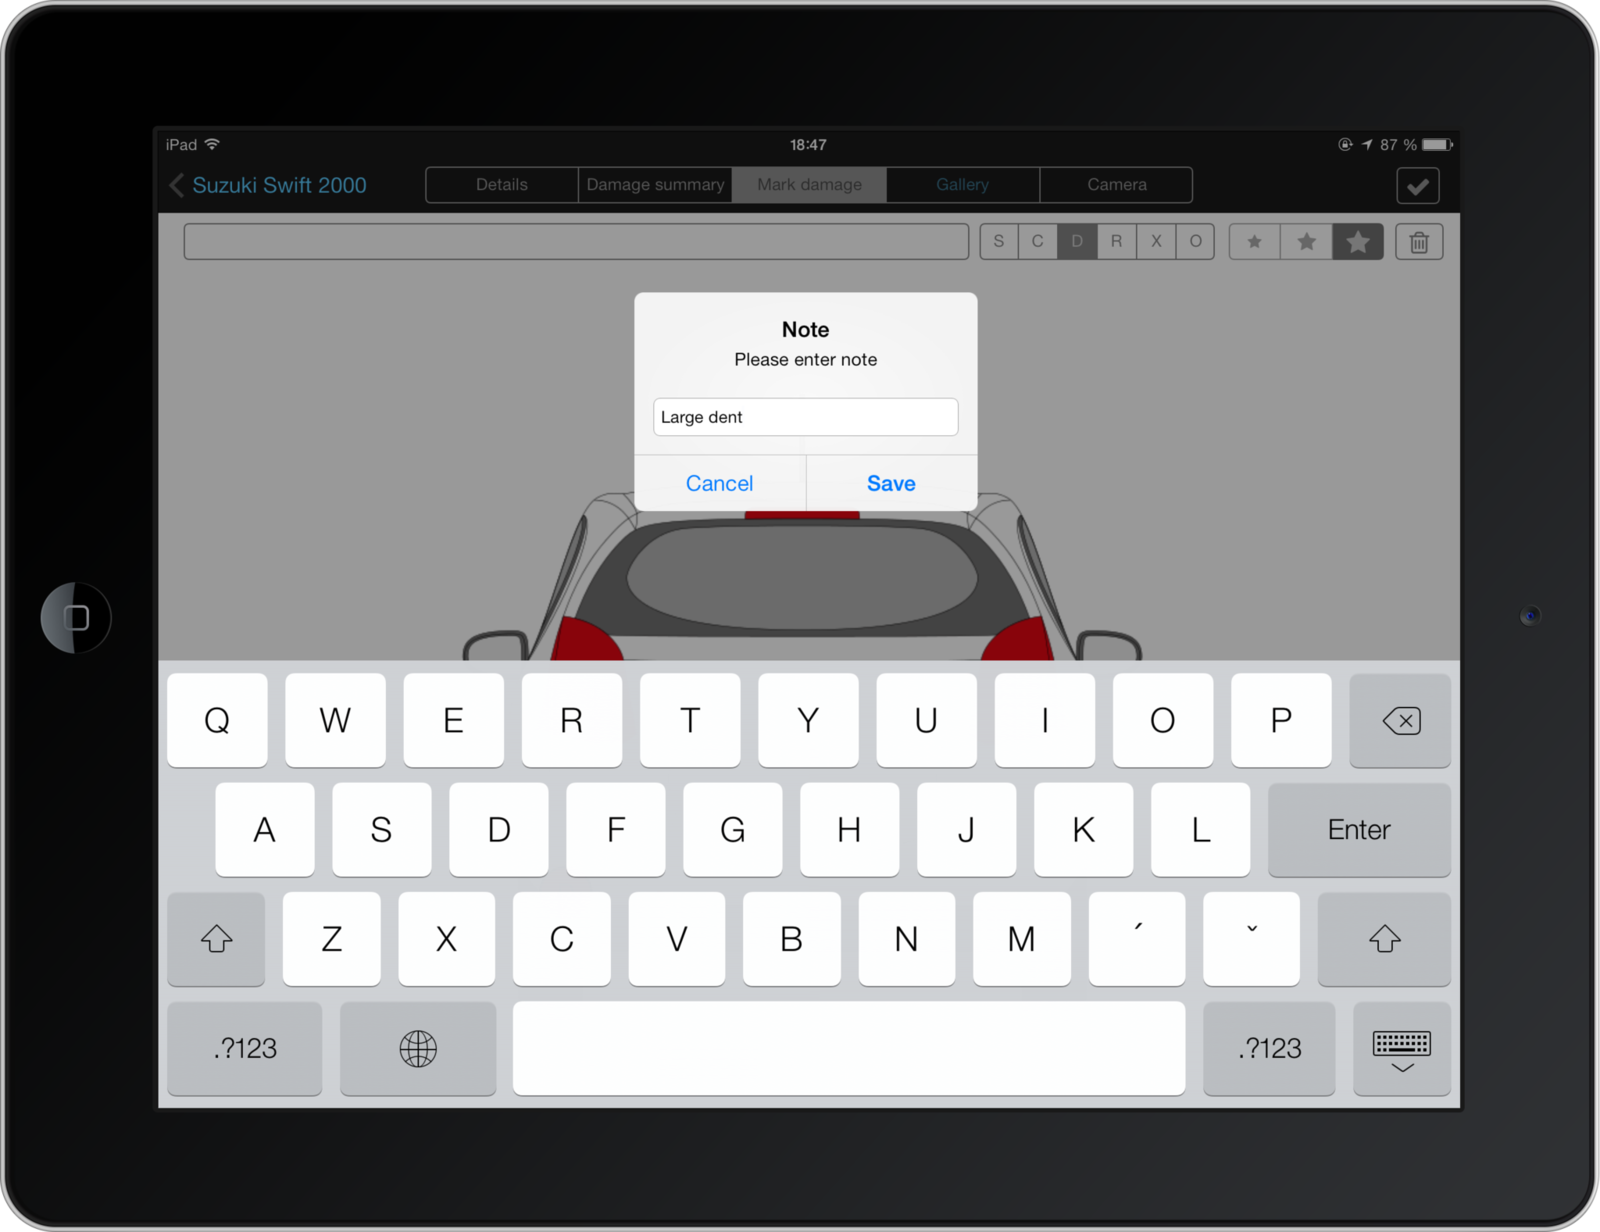 iPad 18:47 87 %
Suzuki Swift 2000 Details Damage summary Mark damage Gallery Camera
S C D R X O
Note
Please enter note
Large dent
Cancel Save
Q W E R T Y U I O P
A S D F G H J K L Enter
Z X C V B N M ´ ˇ
.?123 .?123